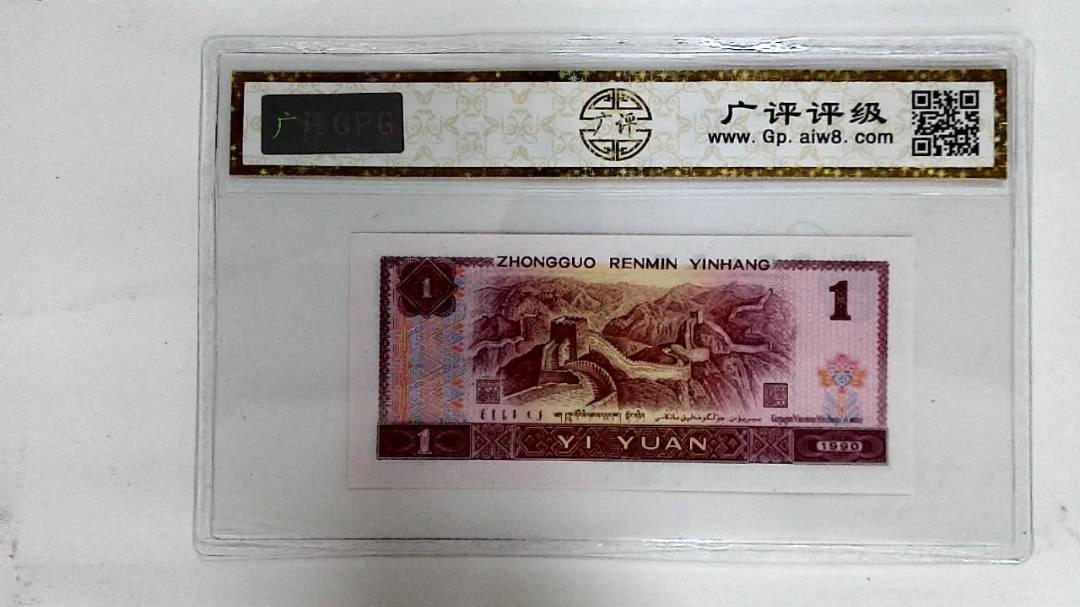 广评GPG
广评
广评评级
www.Gp.aiw8.com
ZHONGGUO RENMIN YINHANG
1
1
1
YI YUAN
1990